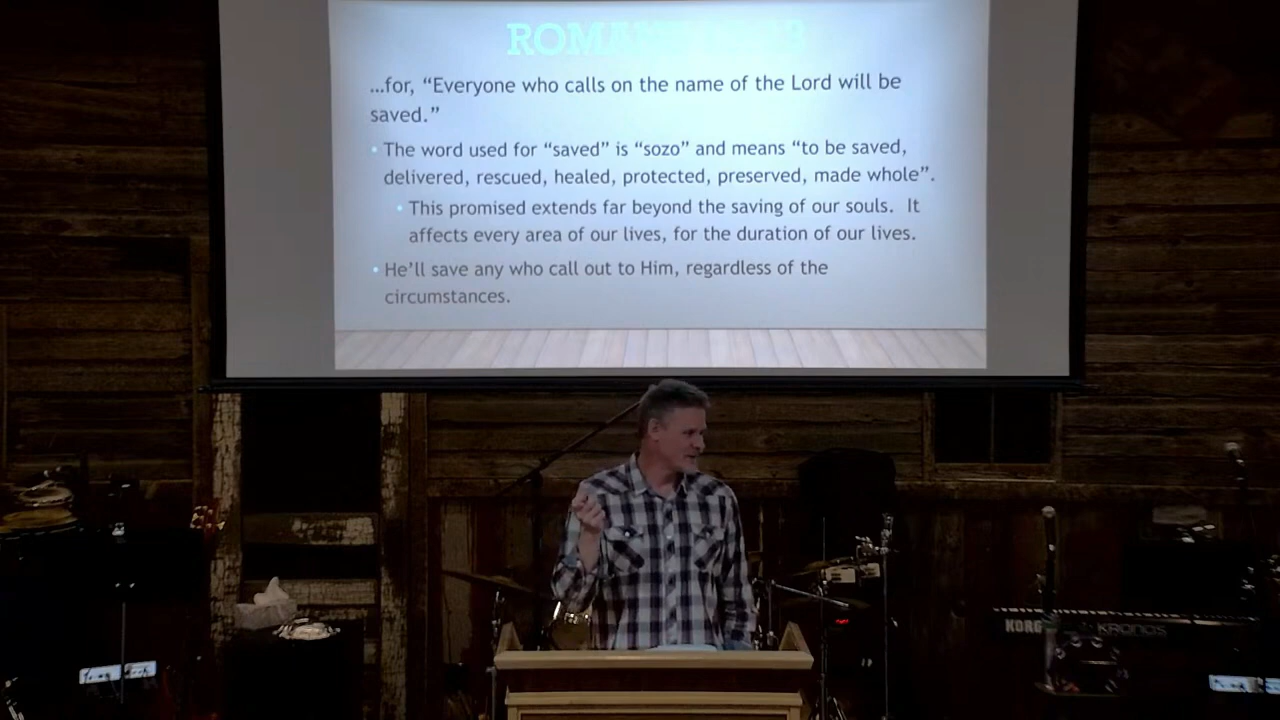 …for, “Everyone who calls on the name of the Lord will be
saved.”
• The word used for “saved” is “sozo” and means “to be saved,
delivered, rescued, healed, protected, preserved, made whole”.
• This promised extends far beyond the saving of our souls. It
affects every area of our lives, for the duration of our lives.
• He’ll save any who call out to Him, regardless of the
circumstances.
KORG KRONOS